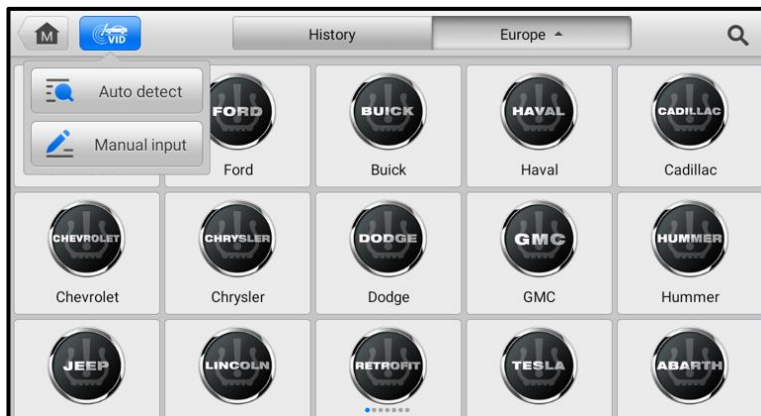 M
VID
History
Europe
Auto detect
Manual input
FORD
BUICK
HAVAL
CADILLAC
Ford
Buick
Haval
Cadillac
CHEVROLET
CHRYSLER
DODGE
GMC
HUMMER
Chevrolet
Chrysler
Dodge
GMC
Hummer
JEEP
LINCOLN
RETROFIT
TESLA
ABARTH